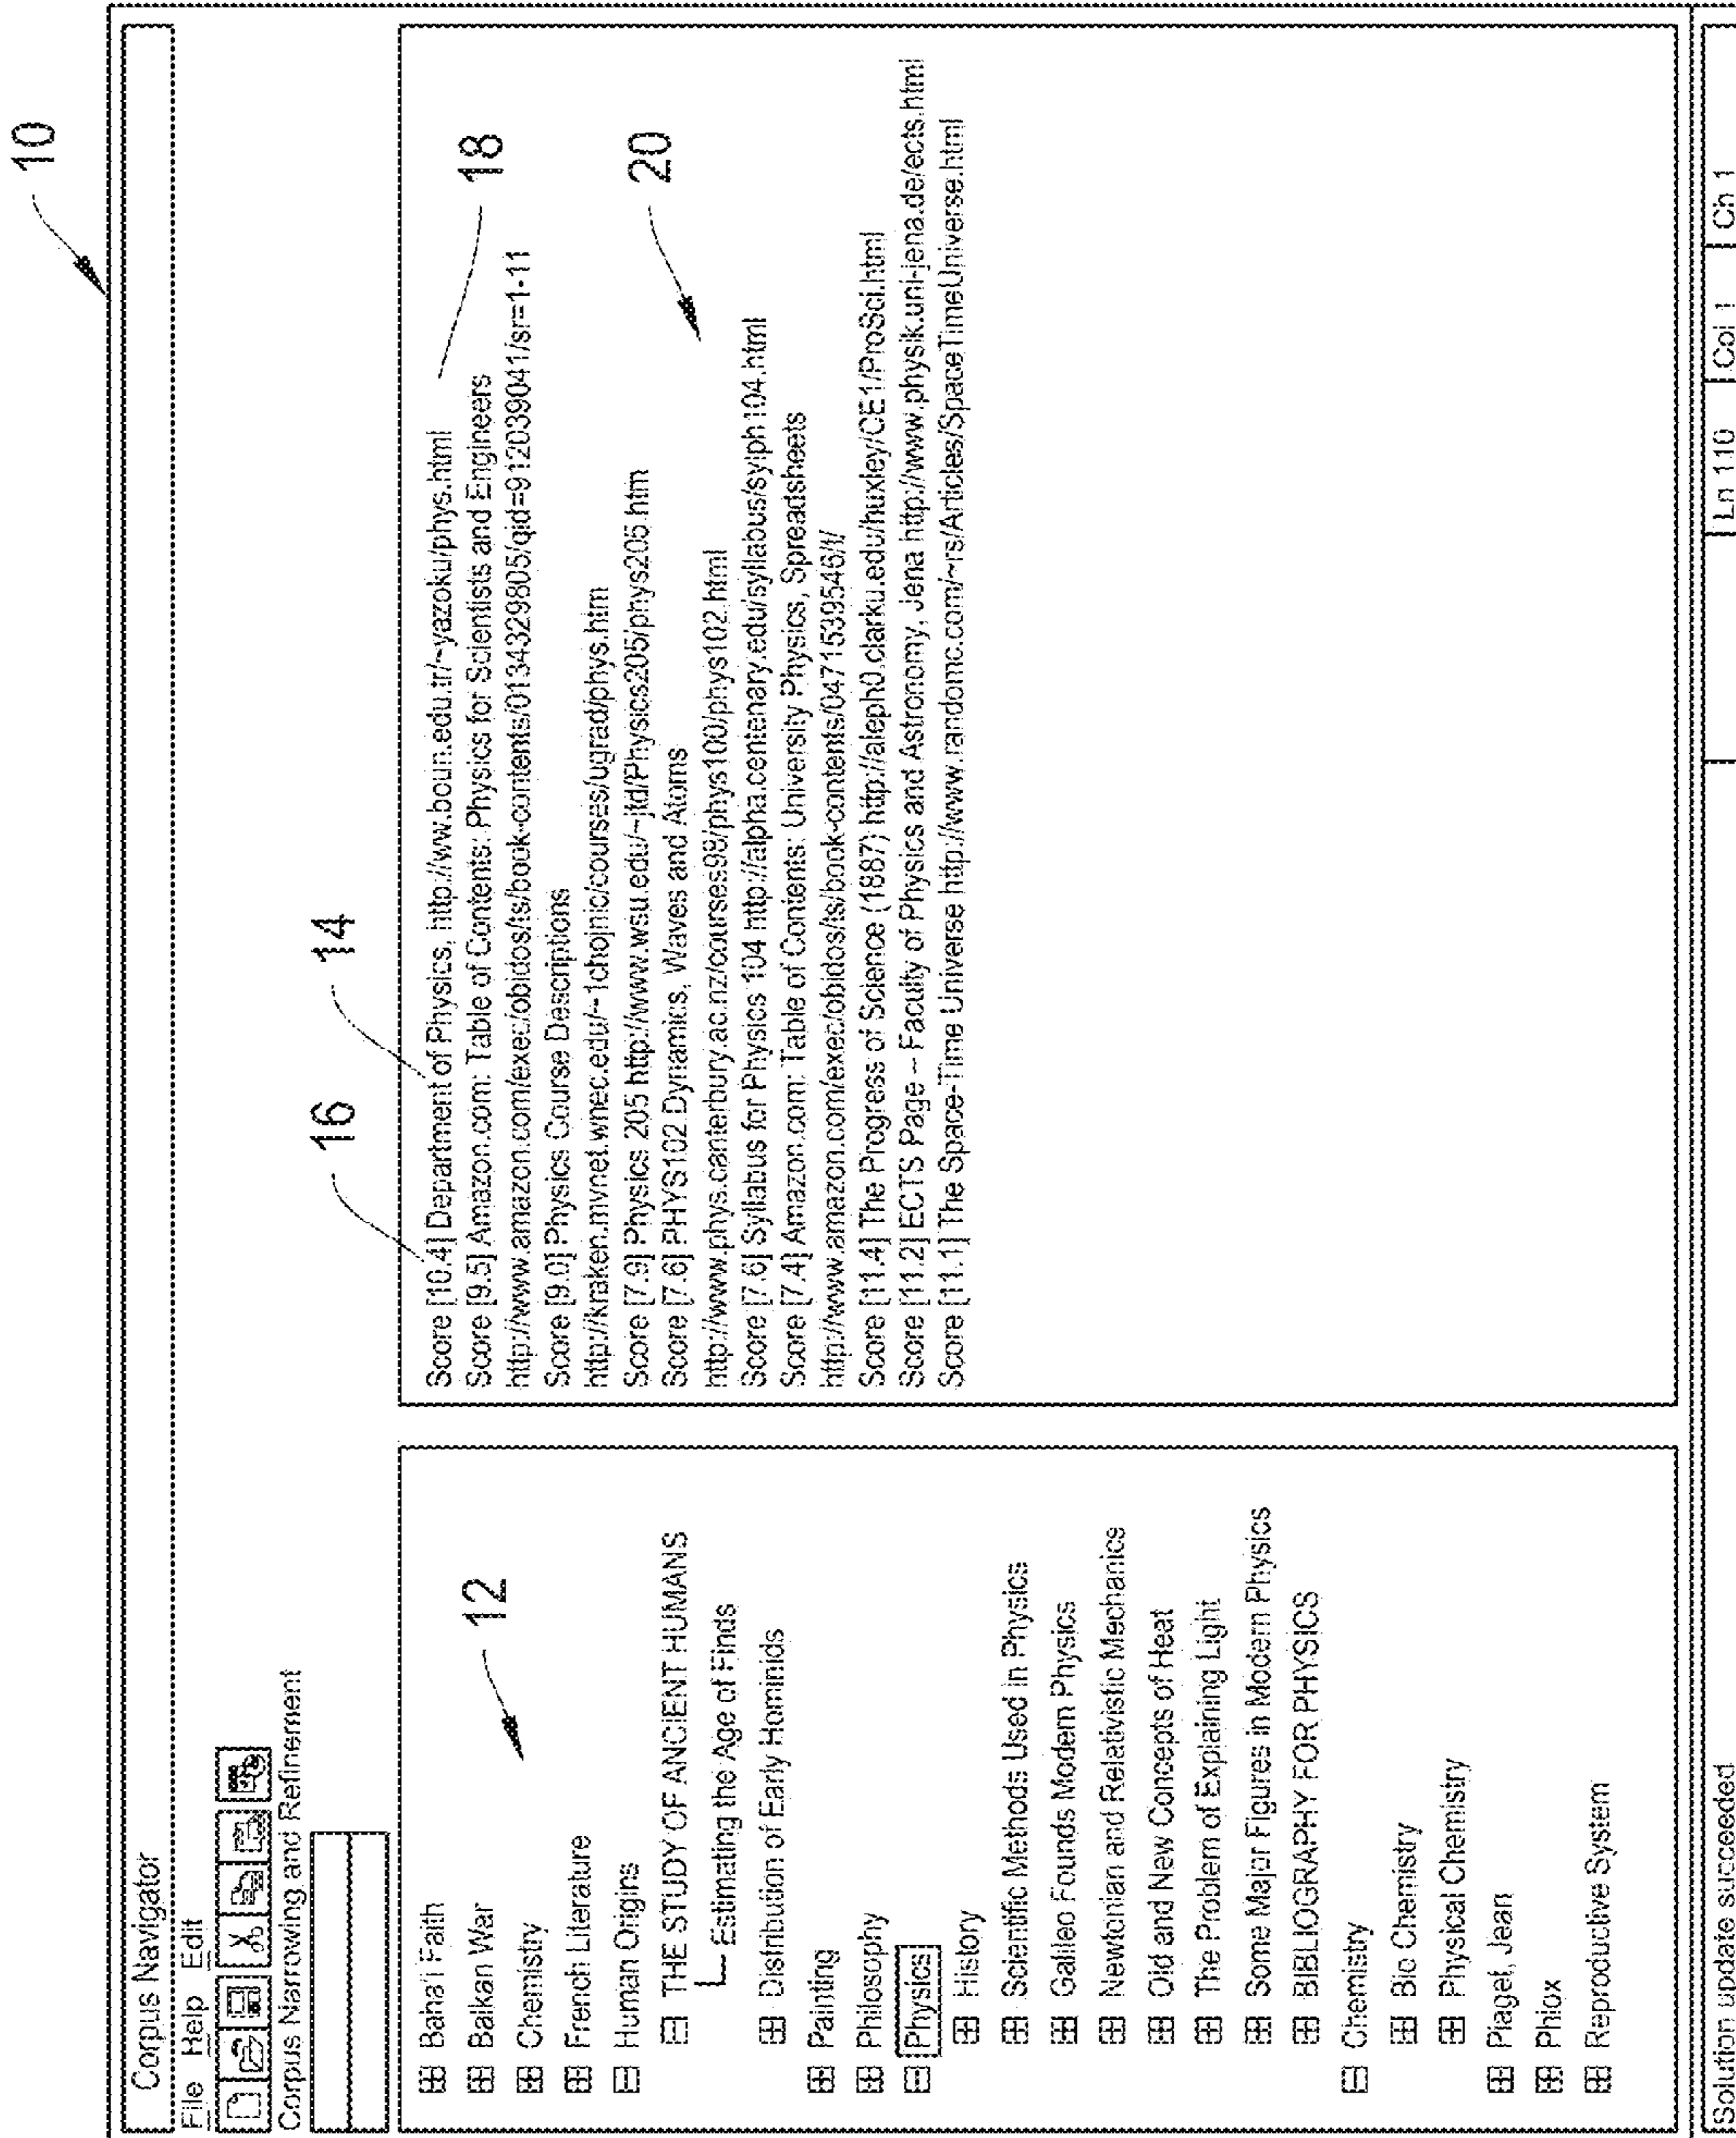 10
Corpus Navigator
File Help Edit
Corpus Narrowing and Refinement
16
14
12
Baha'i Faith
Balkan War
Chemistry
French Literature
Human Origins
THE STUDY OF ANCIENT HUMANS
Estimating the Age of Finds
Distribution of Early Hominids
Painting
Philosophy
Physics
History
Scientific Methods Used in Physics
Galileo Founds Modern Physics
Newtonian and Relativistic Mechanics
Old and New Concepts of Heat
The Problem of Explaining Light
Some Major Figures in Modern Physics
BIBLIOGRAPHY FOR PHYSICS
Chemistry
Bio Chemistry
Physical Chemistry
Piaget, Jean
Phlox
Reproductive System
18
20
Score [10.4] Department of Physics, http://ww.boun.edu.tr/~yazoku/phys.html
Score [9.5] Amazon.com: Table of Contents: Physics for Scientists and Engineers
http://www.amazon.com/exec/obidos/ts/book-contents/0134329805/qid=912039041/sr=1-11
Score [9.0] Physics Course Descriptions
http://kraken.mvnet.wnec.edu/~1chojnic/courses/ugrad/phys.htm
Score [7.9] Physics 205 http://www.wsu.edu/~jtd/Physics205/phys205.htm
Score [7.6] PHYS102 Dynamics, Waves and Atoms
http://www.phys.canterbury.ac.nz/courses98/phys100/phys102.html
Score [7.6] Syllabus for Physics 104 http://alpha.centenary.edu/syllabus/sylph104.html
Score [7.4] Amazon.com: Table of Contents: University Physics, Spreadsheets
http://www.amazon.com/exec/obidos/ts/book-contents/0471539546/t/
Score [11.4] The Progress of Science (1887) http://aleph0.clarku.edu/huxley/CE1/ProSci.html
Score [11.2] ECTS Page – Faculty of Physics and Astronomy, Jena http://www.physik.uni-jena.de/ects.html
Score [11.1] The Space-Time Universe http://www.randomc.com/~rs/Articles/SpaceTimeUniverse.html
Solution update succeeded Ln 110 Col 1 Ch 1